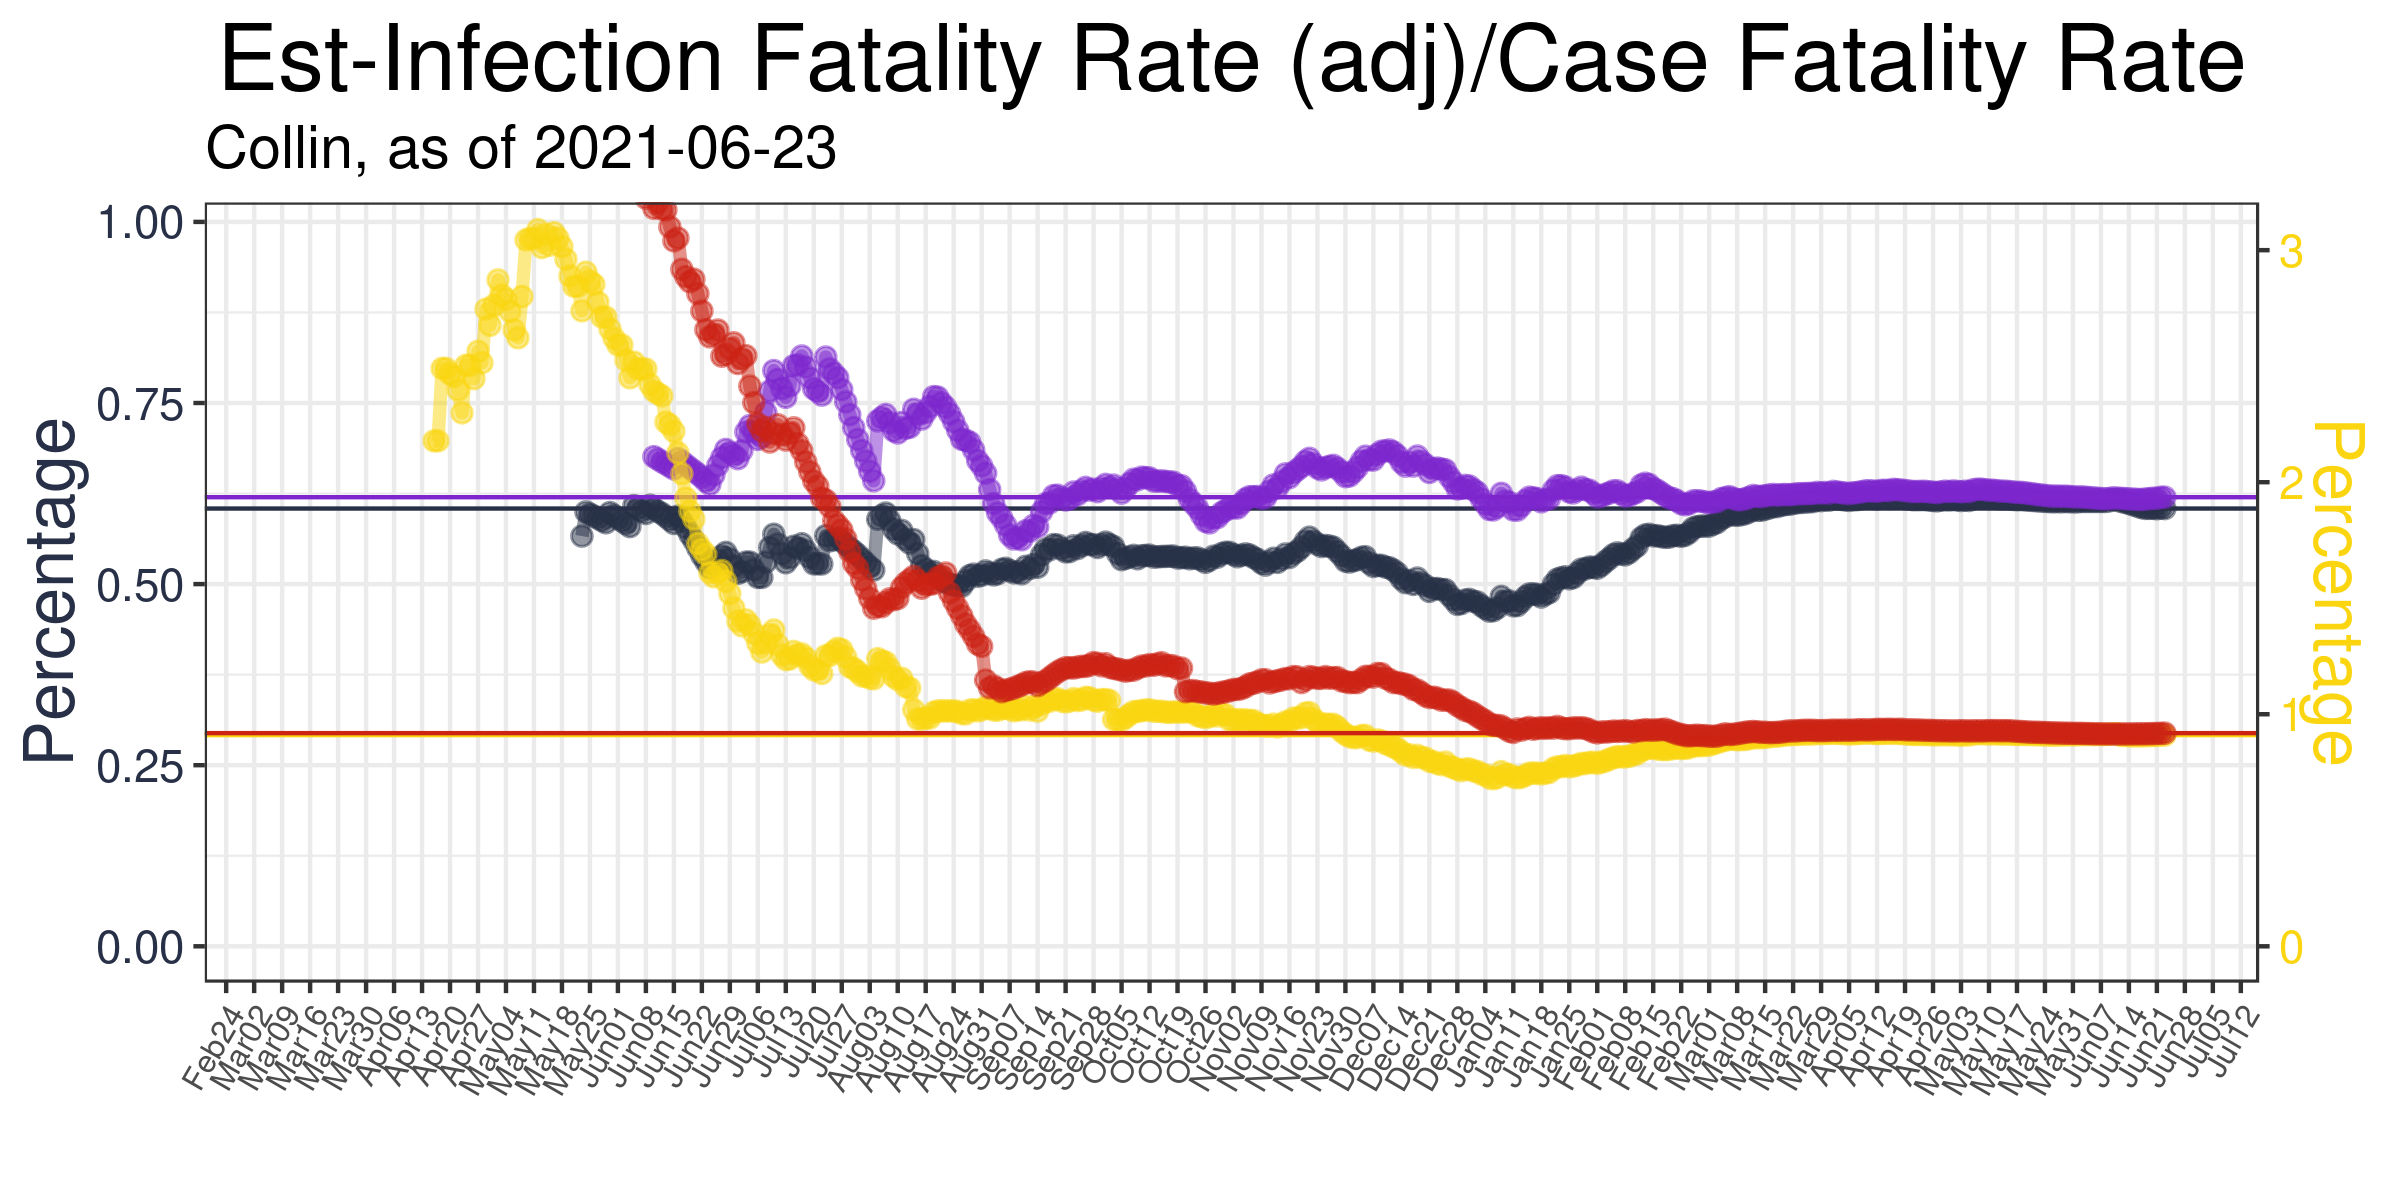 Est-Infection Fatality Rate (adj)/Case Fatality Rate
Collin, as of 2021-06-23
Percentage
1.00
0.75
0.50
0.25
0.00
3
2
1
0
Percentage
Feb24
Mar02
Mar09
Mar16
Mar23
Mar30
Apr06
Apr13
Apr20
Apr27
May04
May11
May18
May25
Jun01
Jun08
Jun15
Jun22
Jun29
Jul06
Jul13
Jul20
Jul27
Aug03
Aug10
Aug17
Aug24
Aug31
Sep07
Sep14
Sep21
Sep28
Oct05
Oct12
Oct19
Oct26
Nov02
Nov09
Nov16
Nov23
Nov30
Dec07
Dec14
Dec21
Dec28
Jan04
Jan11
Jan18
Jan25
Feb01
Feb08
Feb15
Feb22
Mar01
Mar08
Mar15
Mar22
Mar29
Apr05
Apr12
Apr19
Apr26
May03
May10
May17
May24
May31
Jun07
Jun14
Jun21
Jun28
Jul05
Jul12